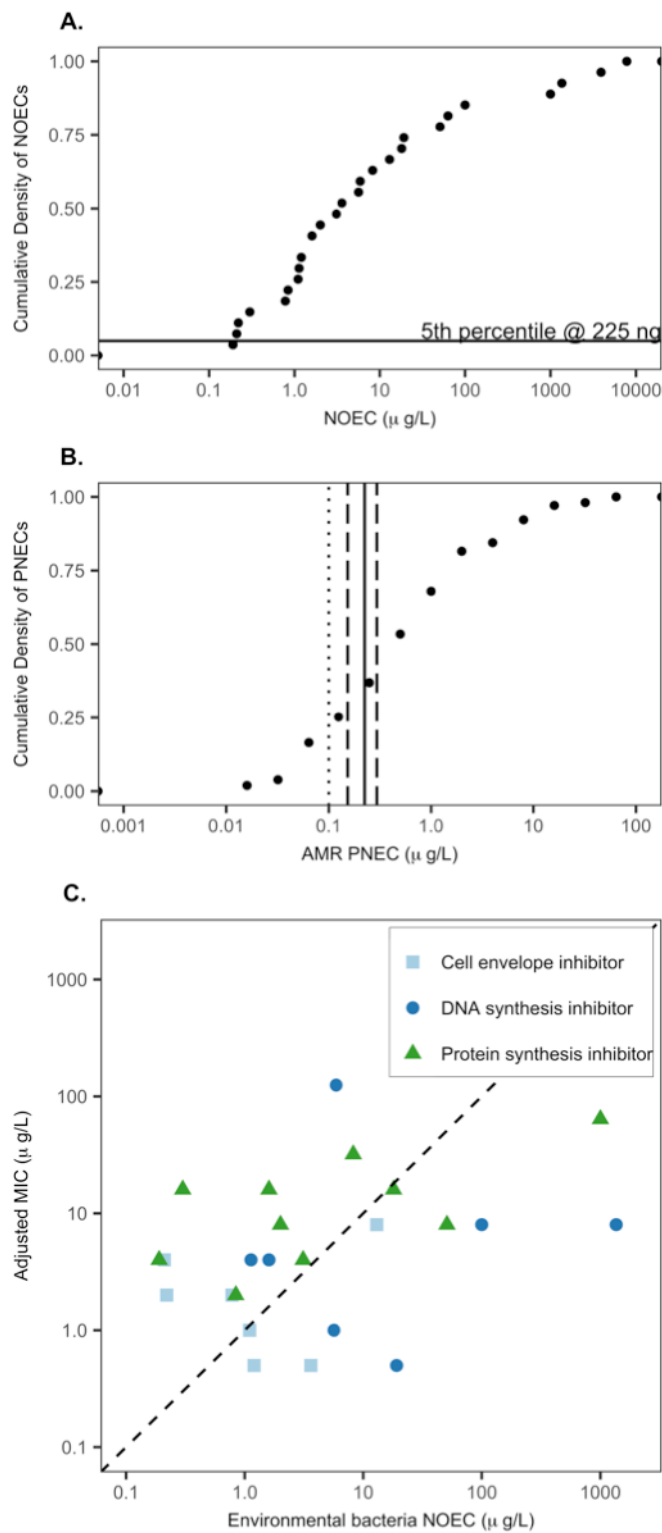 A.
Cumulative Density of NOECs
1.00
0.75
0.50
0.25
0.00
5th percentile @ 225 ng
0.01
0.1
1.0
10
100
1000
10000
NOEC (μ g/L)
B.
Cumulative Density of PNECs
1.00
0.75
0.50
0.25
0.00
0.001
0.01
0.1
1.0
10
100
AMR PNEC (μ g/L)
C.
Adjusted MIC (μ g/L)
1000
100
10
1.0
0.1
Cell envelope inhibitor
DNA synthesis inhibitor
Protein synthesis inhibitor
0.1
1.0
10
100
1000
Environmental bacteria NOEC (μ g/L)